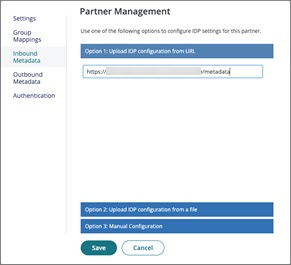 Partner Management
Settings
Group
Mappings
Inbound
Metadata
Outbound
Metadata
Authentication
Use one of the following options to configure IDP settings for this partner.
Option 1: Upload IDP configuration from URL
https:// /metadata
Option 2: Upload IDP configuration from a file
Option 3: Manual Configuration
Save
Cancel